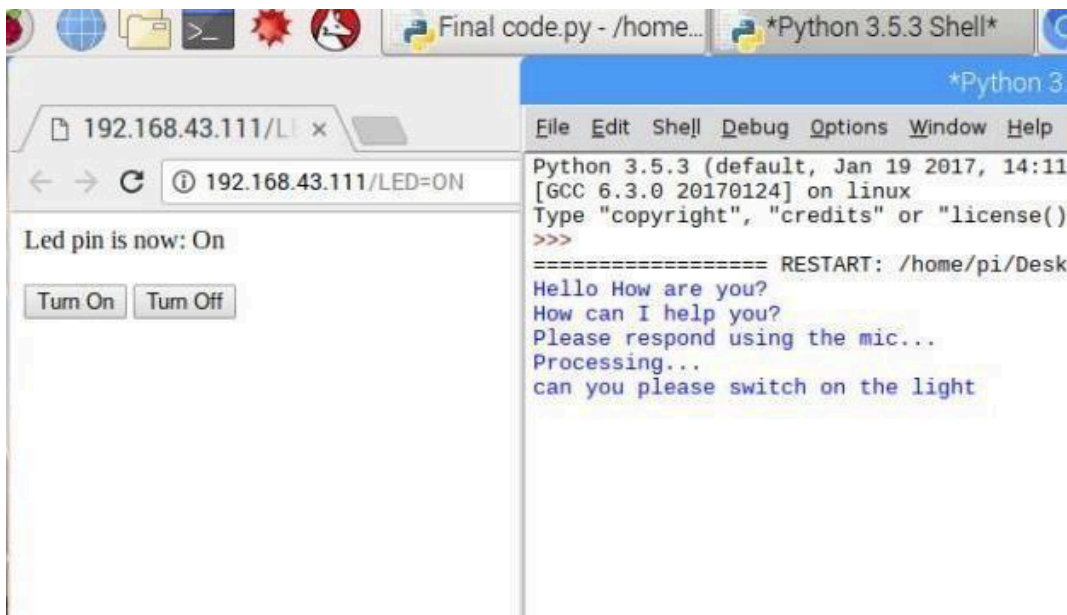 Final code.py - /home...
*Python 3.5.3 Shell*
*Python 3.
192.168.43.111/L
192.168.43.111/LED=ON
Led pin is now: On
Turn On Turn Off
File Edit Shell Debug Options Window Help
Python 3.5.3 (default, Jan 19 2017, 14:11
[GCC 6.3.0 20170124] on linux
Type "copyright", "credits" or "license()
>>>
================== RESTART: /home/pi/Desk
Hello How are you?
How can I help you?
Please respond using the mic...
Processing...
can you please switch on the light